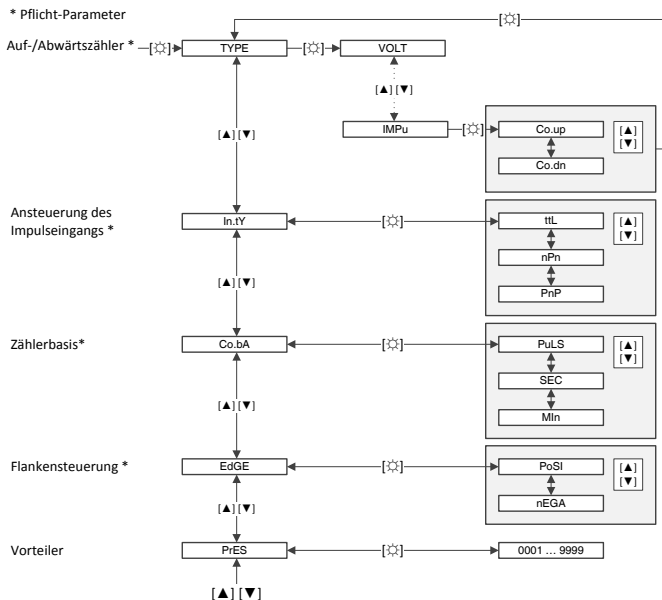 * Pflicht-Parameter
[☼]
Auf-/Abwärtszähler * [☼] TYPE [☼] VOLT
[▲] [▼]
[▲] [▼]
IMPu [☼] Co.up [▲]
[▼]
Co.dn
Ansteuerung des
Impulseingangs *
In.tY [☼] ttL [▲]
[▼]
nPn
PnP
[▲] [▼]
Zählerbasis* Co.bA [☼] PuLS [▲]
[▼]
SEC
MIn
[▲] [▼]
Flankensteuerung * EdGE [☼] PoSI [▲]
[▼]
nEGA
[▲] [▼]
Vorteiler PrES [☼] 0001 ... 9999
[▲] [▼]